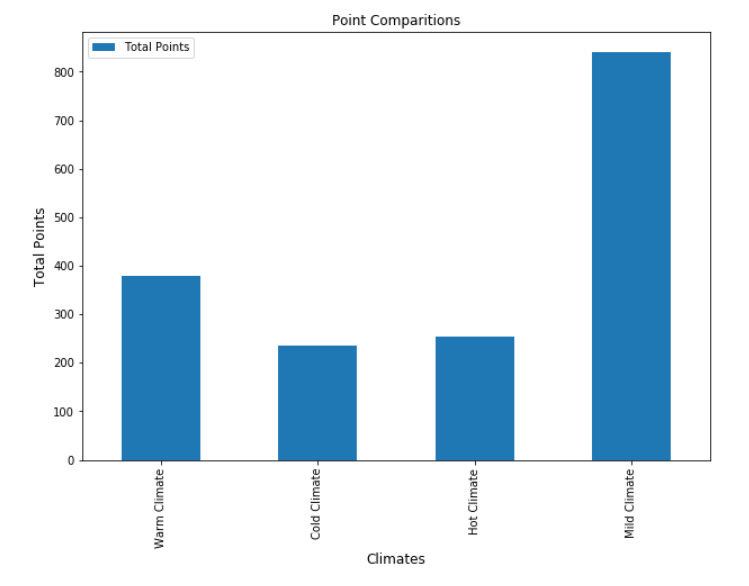 Point Comparitions
Total Points
800
700
600
500
400
300
200
100
0
Total Points
Warm Climate
Cold Climate
Hot Climate
Mild Climate
Climates